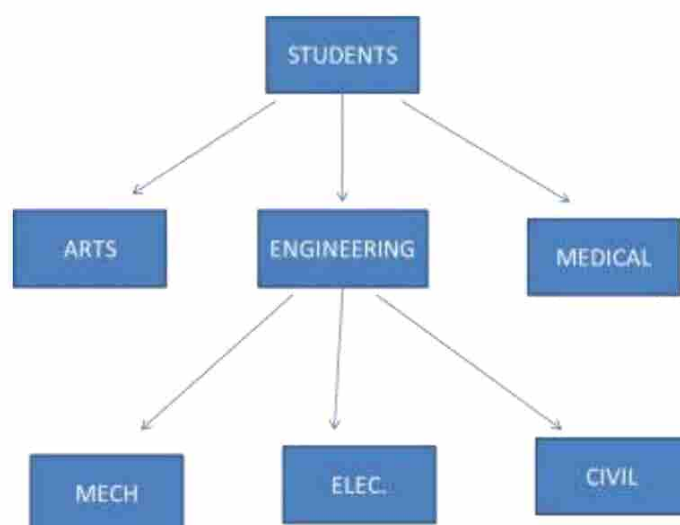 STUDENTS
ARTS
ENGINEERING
MEDICAL
MECH
ELEC.
CIVIL